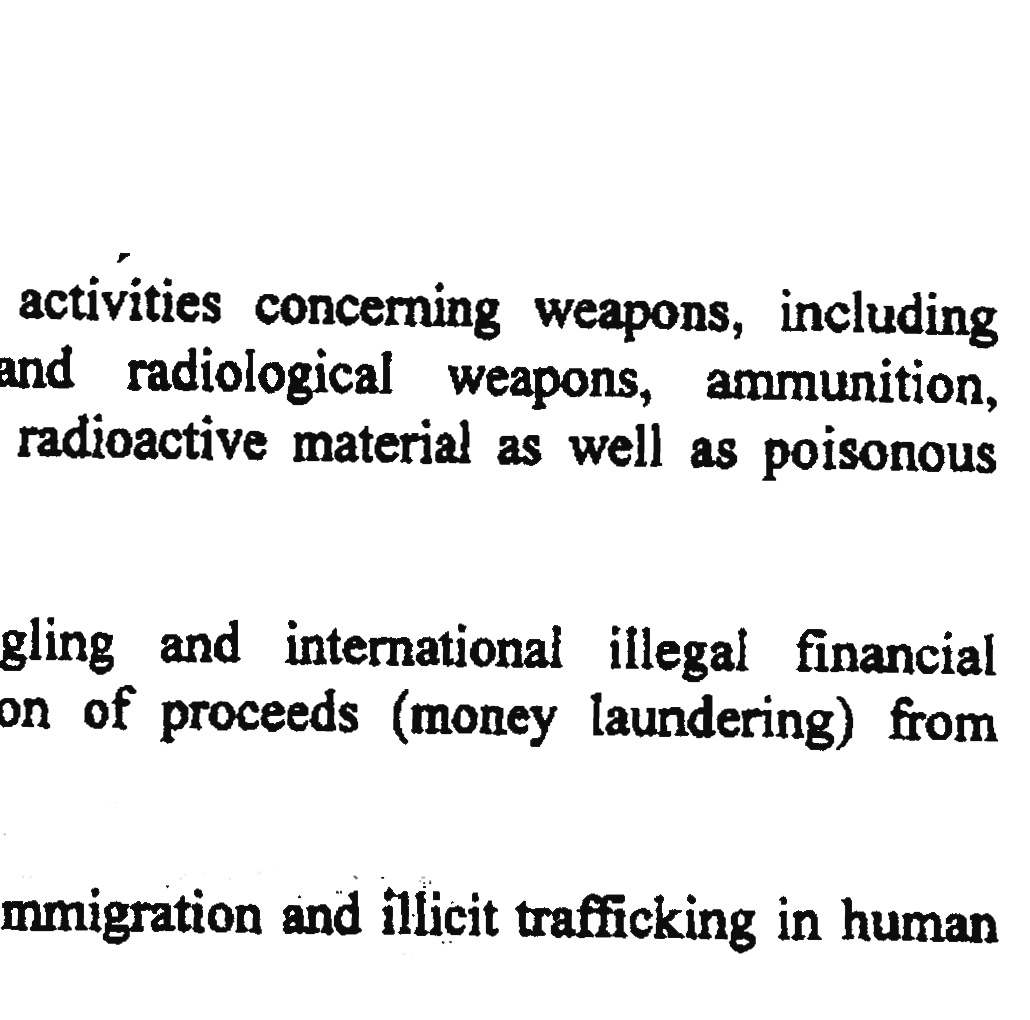 activities concerning weapons, including
and radiological weapons, ammunition,
radioactive material as well as poisonous
gling and international illegal financial
on of proceeds (money laundering) from
mmigration and illicit trafficking in human